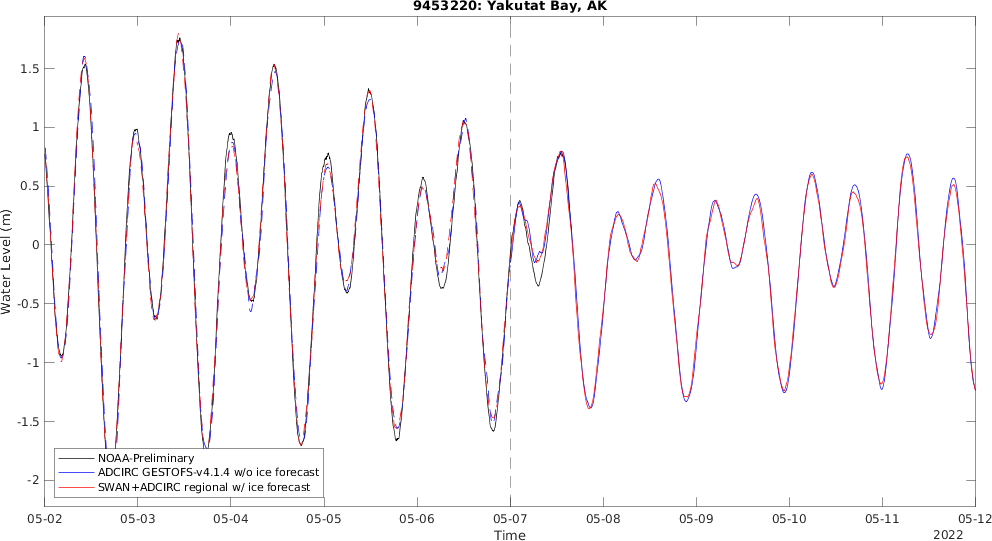 9453220: Yakutat Bay, AK
Water Level (m)
1.5
1
0.5
0
-0.5
-1
-1.5
-2
NOAA-Preliminary
ADCIRC GESTOFS-v4.1.4 w/o ice forecast
SWAN+ADCIRC regional w/ ice forecast
05-02 05-03 05-04 05-05 05-06 05-07 05-08 05-09 05-10 05-11 05-12
Time
2022